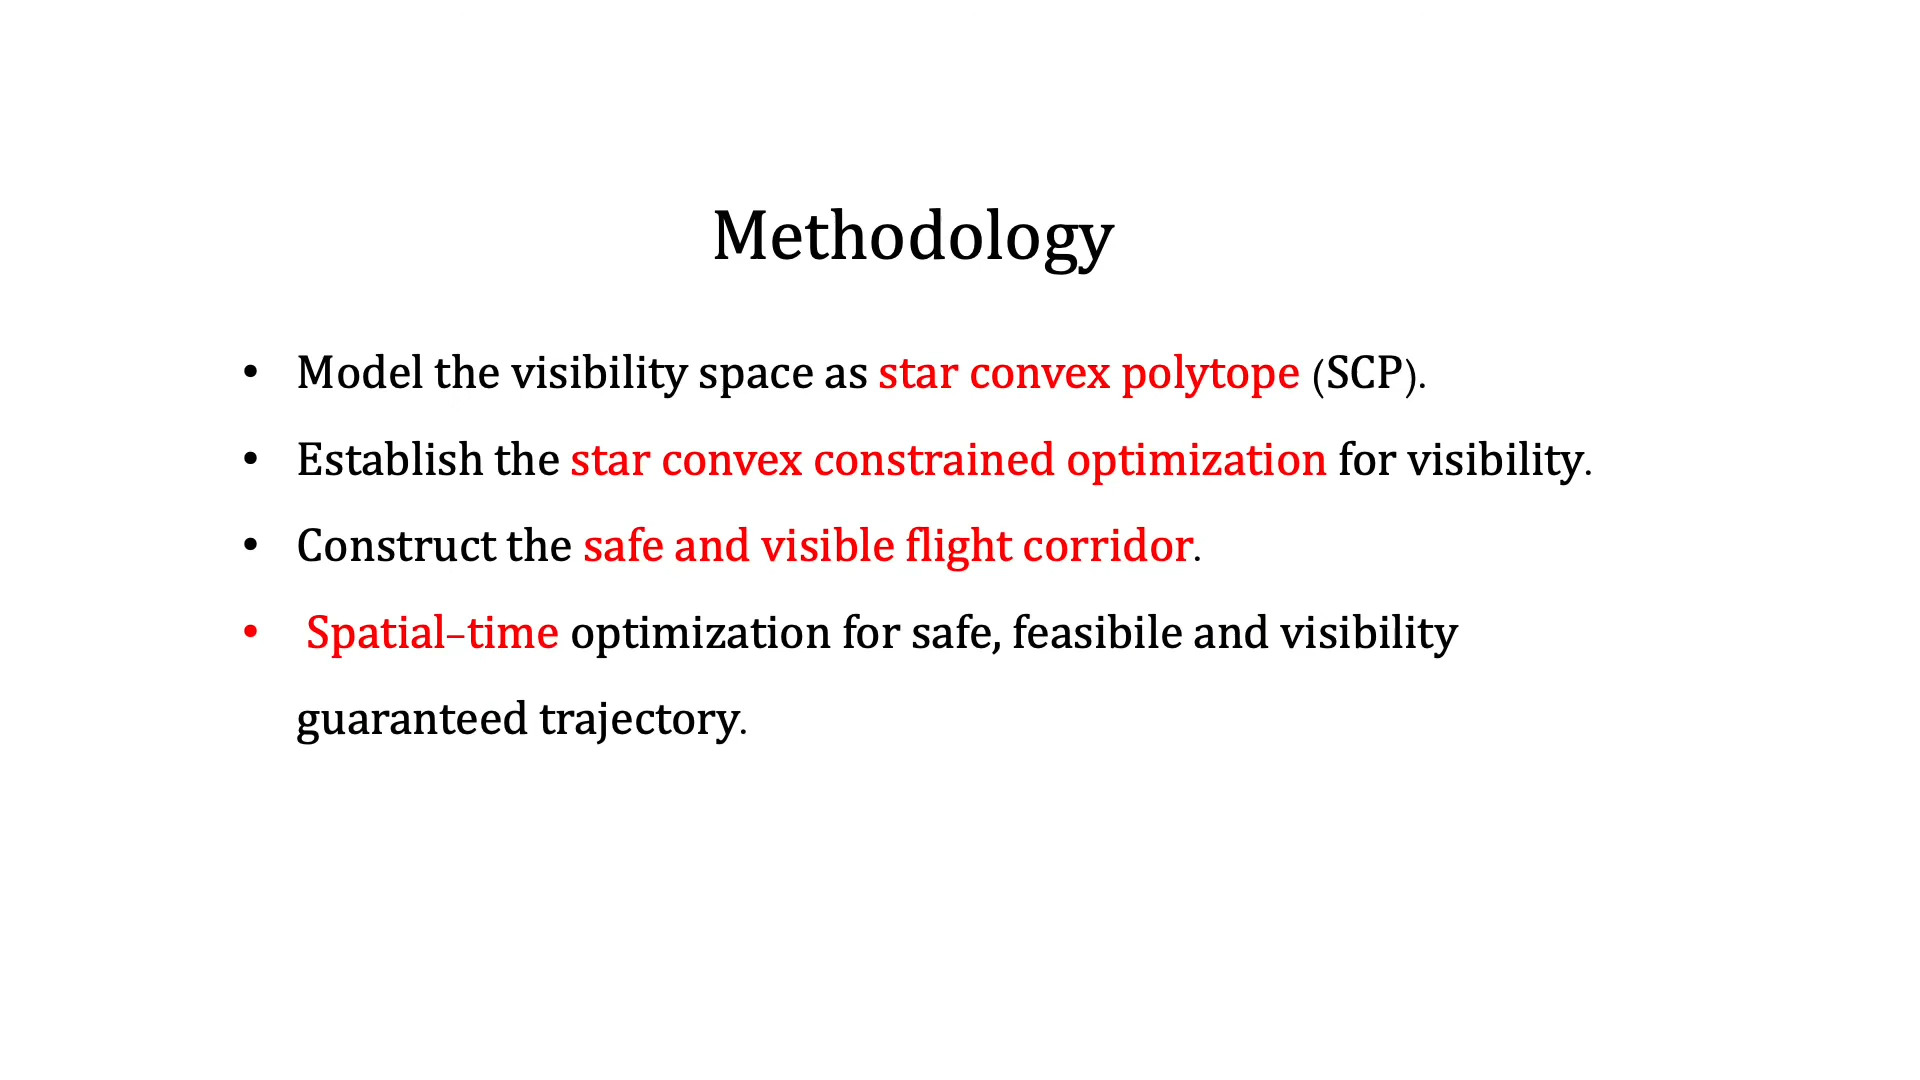 Methodology
• Model the visibility space as star convex polytope (SCP).
• Establish the star convex constrained optimization for visibility.
• Construct the safe and visible flight corridor.
• Spatial-time optimization for safe, feasibile and visibility
guaranteed trajectory.